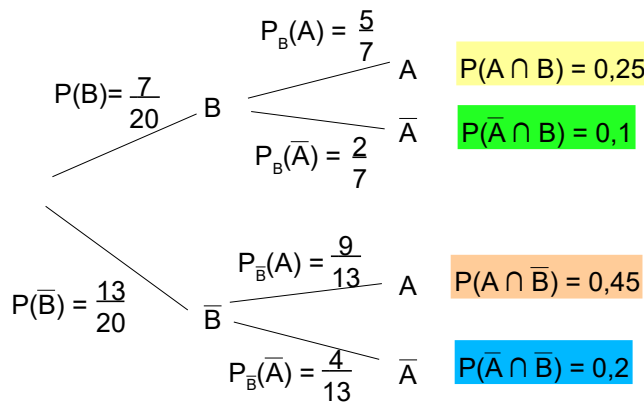 P_B(A) = 5/7
A
P(A ∩ B) = 0,25
P(B)= 7/20
B
A̅
P(A̅ ∩ B) = 0,1
P_B(A̅) = 2/7
P_B̅(A) = 9/13
A
P(A ∩ B̅) = 0,45
P(B̅) = 13/20
B̅
P_B̅(A̅) = 4/13
A̅
P(A̅ ∩ B̅) = 0,2